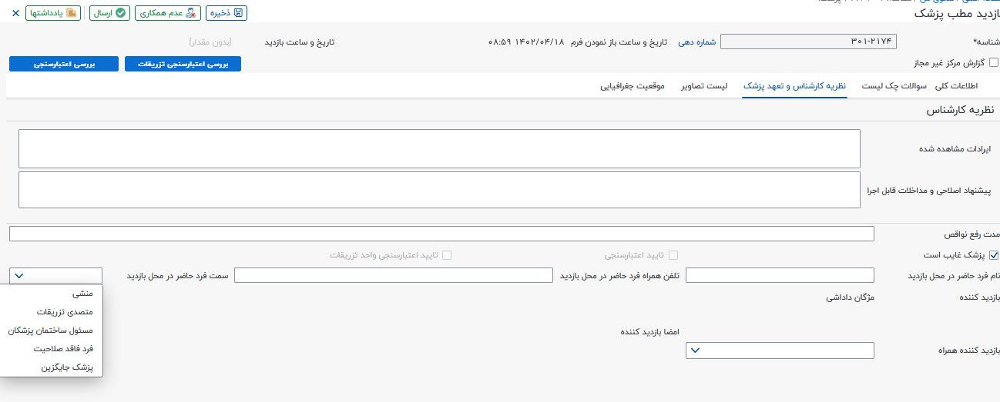 بازدید مطب پزشک
ذخیره
عدم همکاری
ارسال
یادداشتها
شناسه*
۳۰۱-۲۱۷۴
شماره دهی
تاریخ و ساعت باز نمودن فرم
۱۴۰۲/۰۴/۱۸ ۰۸:۵۹
تاریخ و ساعت بازدید
[بدون مقدار]
گزارش مرکز غیر مجاز
بررسی اعتبارسنجی تزریقات
بررسی اعتبارسنجی
اطلاعات کلی
سوالات چک لیست
نظریه کارشناس و تعهد پزشک
لیست تصاویر
موقعیت جغرافیایی
نظریه کارشناس
ایرادات مشاهده شده
پیشنهاد اصلاحی و مداخلات قابل اجرا
مدت رفع نواقص
پزشک غایب است
تایید اعتبارسنجی
تایید اعتبارسنجی واحد تزریقات
نام فرد حاضر در محل بازدید
تلفن همراه فرد حاضر در محل بازدید
سمت فرد حاضر در محل بازدید
منشی
متصدی تزریقات
مسئول ساختمان پزشکان
فرد فاقد صلاحیت
پزشک جایگزین
بازدید کننده
مژگان داداشی
امضا بازدید کننده
بازدید کننده همراه